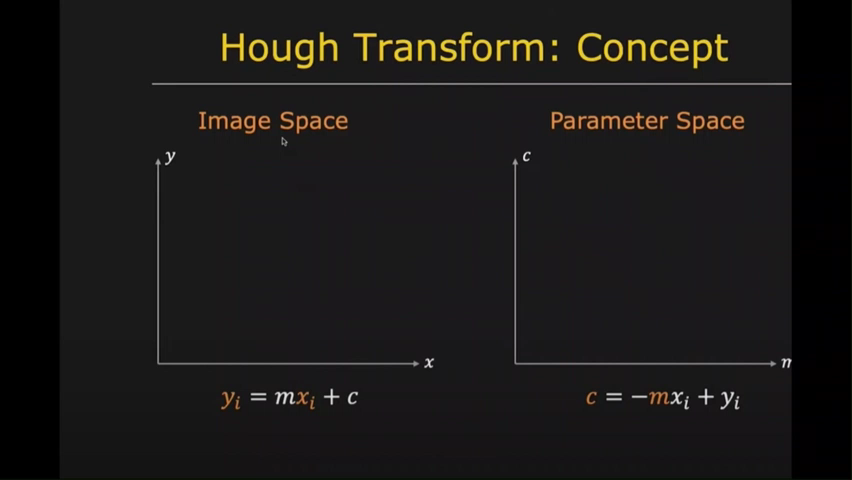 Hough Transform: Concept
Image Space
Parameter Space
y
c
x
m
yᵢ = mxᵢ + c
c = −mxᵢ + yᵢ